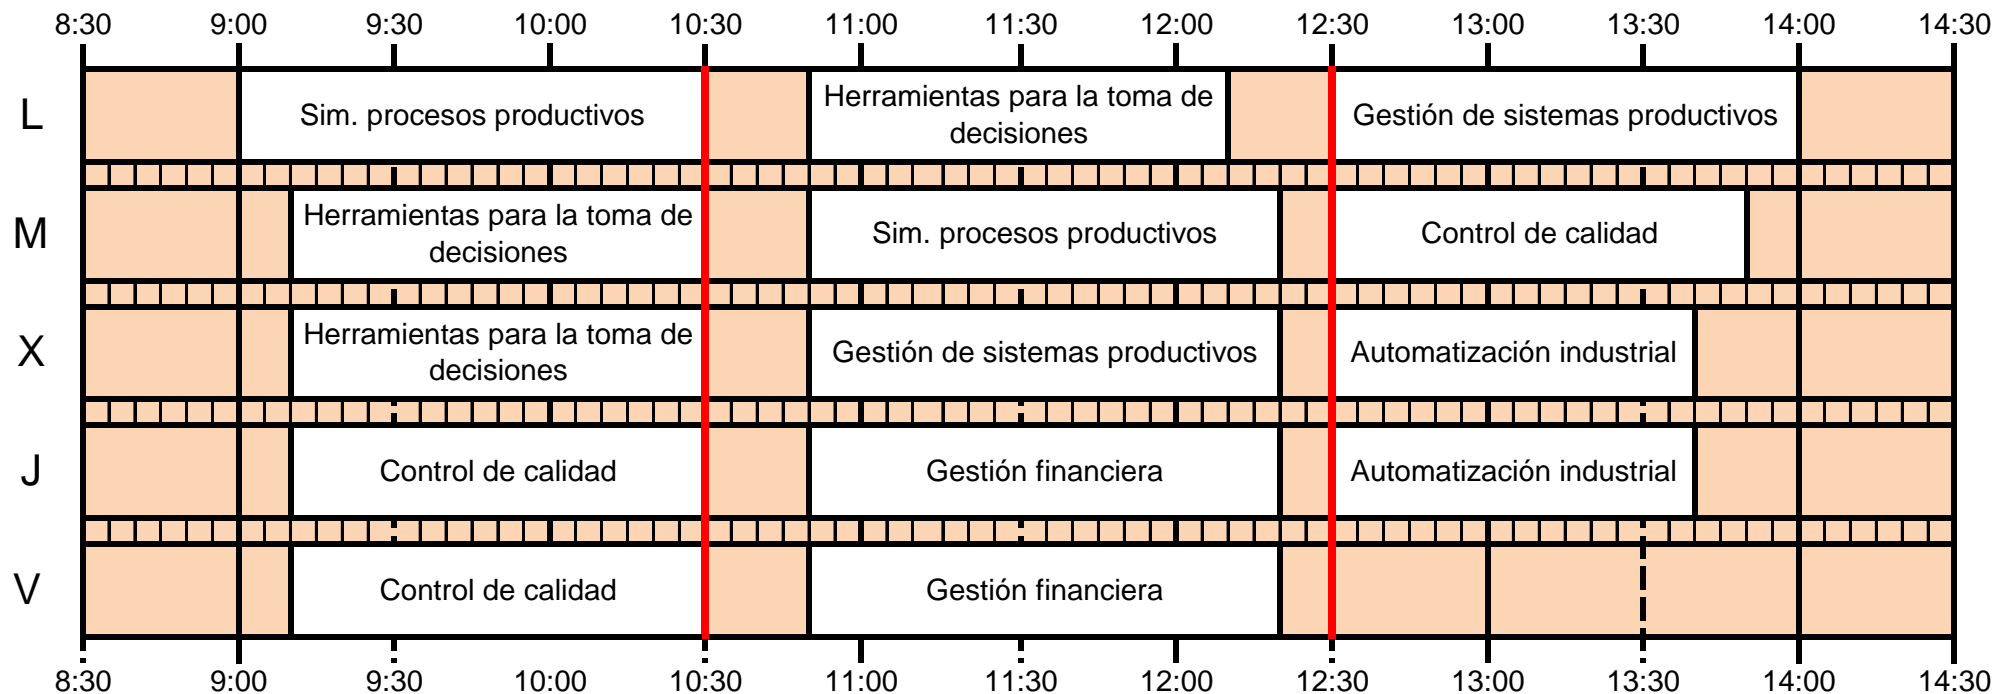 8:30 9:00 9:30 10:00 10:30 11:00 11:30 12:00 12:30 13:00 13:30 14:00 14:30
L
Sim. procesos productivos
Herramientas para la toma de
decisiones
Gestión de sistemas productivos
M
Herramientas para la toma de
decisiones
Sim. procesos productivos
Control de calidad
X
Herramientas para la toma de
decisiones
Gestión de sistemas productivos
Automatización industrial
J
Control de calidad
Gestión financiera
Automatización industrial
V
Control de calidad
Gestión financiera
8:30 9:00 9:30 10:00 10:30 11:00 11:30 12:00 12:30 13:00 13:30 14:00 14:30